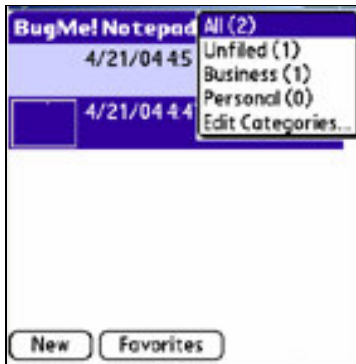 BugMe! Notepad
All (2)
Unfiled (1)
Business (1)
Personal (0)
Edit Categories...
4/21/04 4:5
4/21/04 4:4
New
Favorites